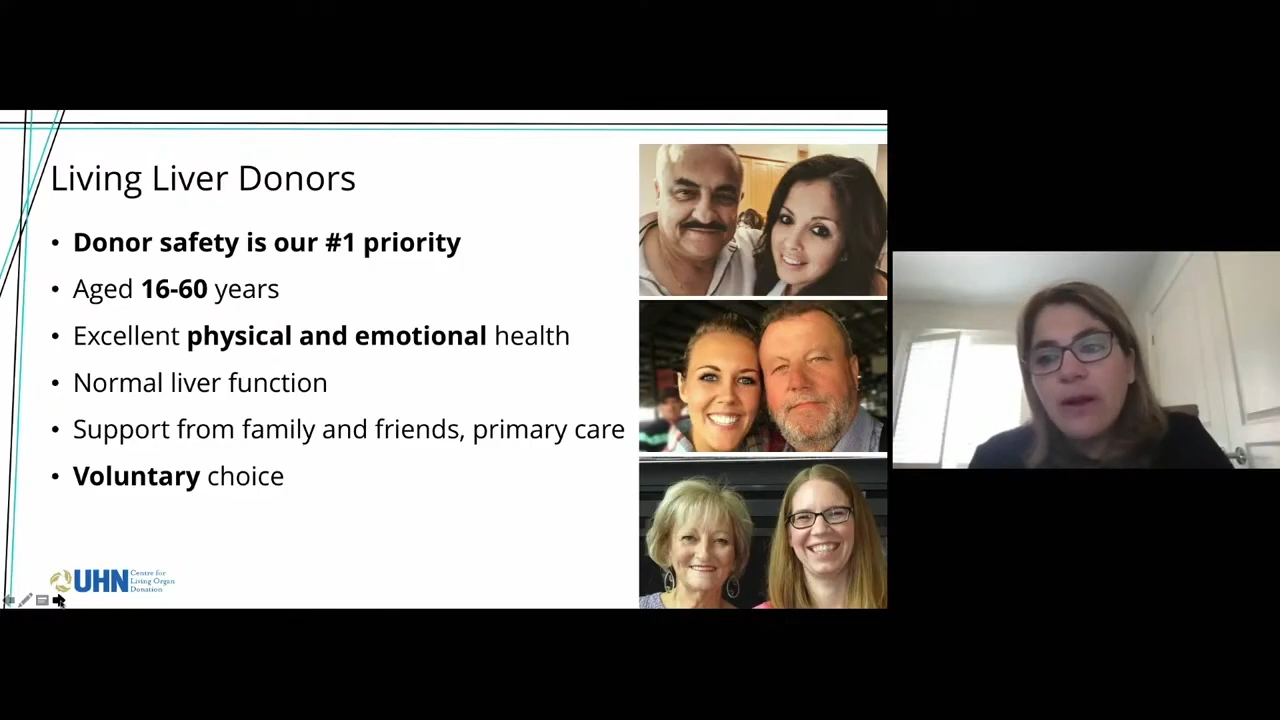 Living Liver Donors
• Donor safety is our #1 priority
• Aged 16-60 years
• Excellent physical and emotional health
• Normal liver function
• Support from family and friends, primary care
• Voluntary choice
UHN Centre for
Living Organ
Donation